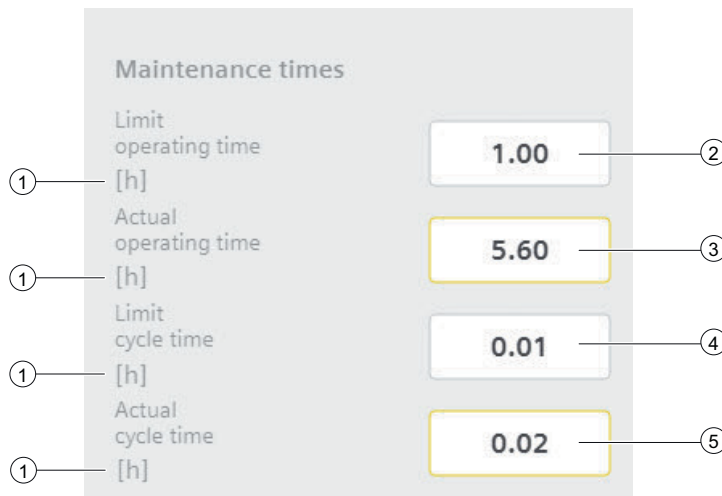 Maintenance times
Limit
operating time
[h]
1.00
1
2
Actual
operating time
[h]
5.60
1
3
Limit
cycle time
[h]
0.01
1
4
Actual
cycle time
[h]
0.02
1
5